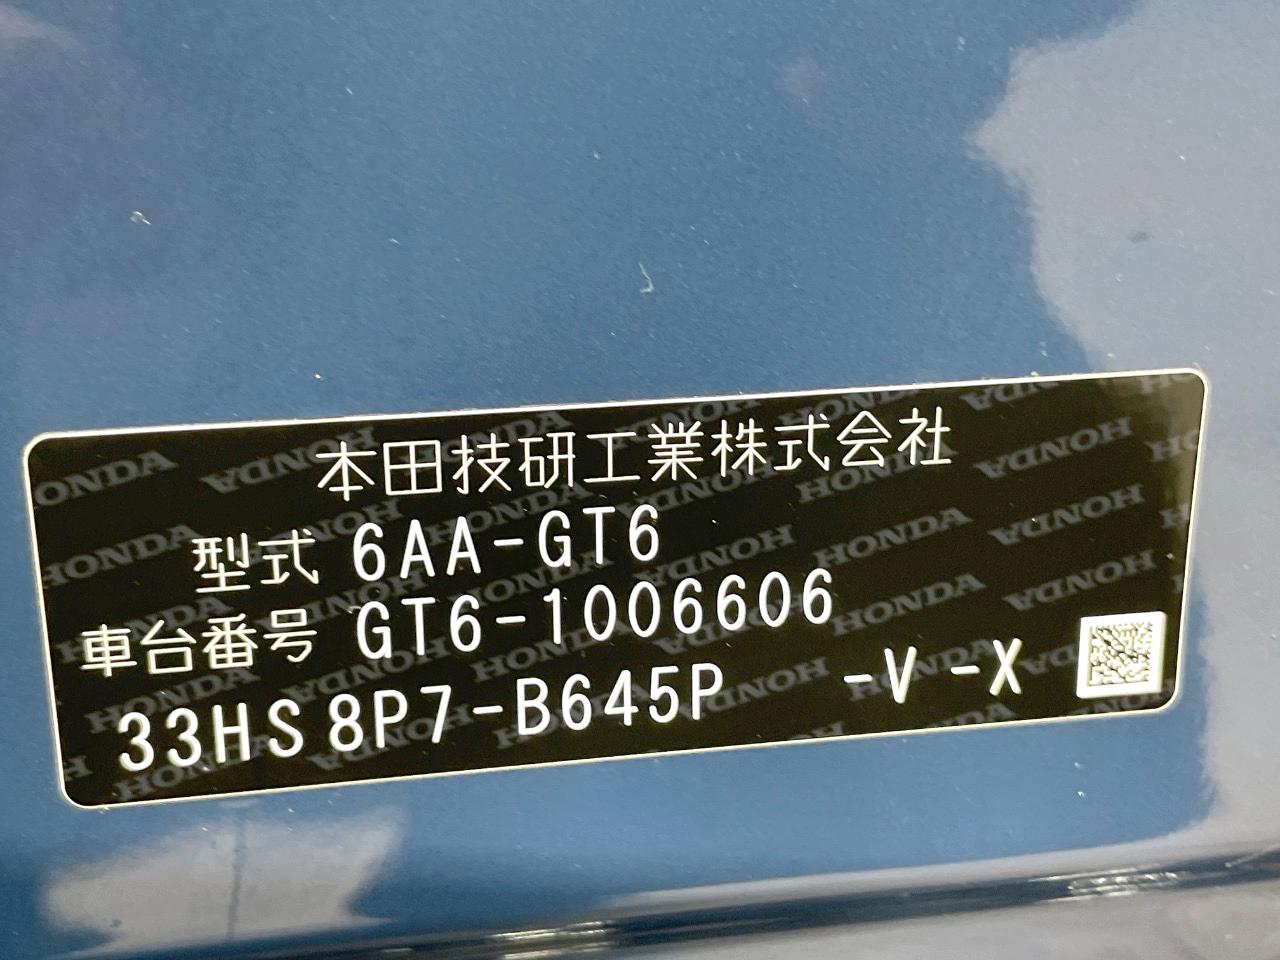 本田技研工業株式会社
型式 6AA-GT6
車台番号 GT6-1006606
33HS 8P7-B645P -V -X